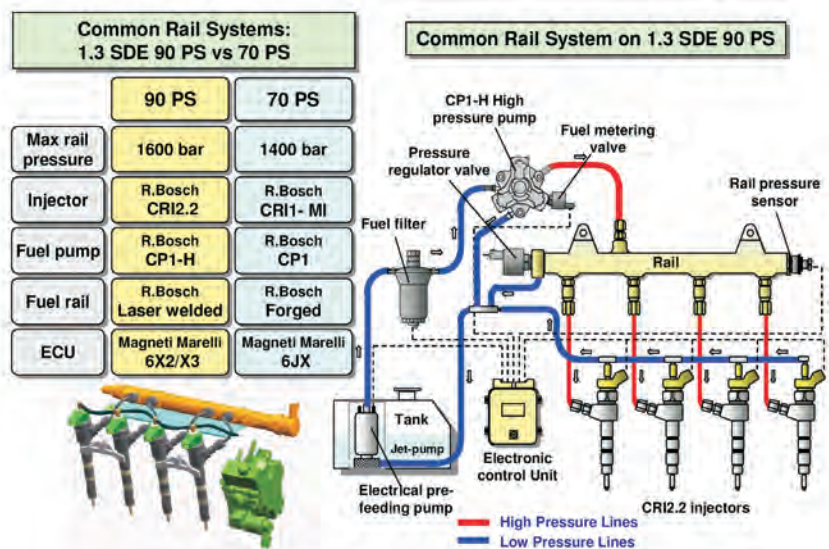 Common Rail Systems:
1.3 SDE 90 PS vs 70 PS
90 PS
70 PS
Max rail
pressure
1600 bar
1400 bar
Injector
R.Bosch
CRI2.2
R.Bosch
CRI1- MI
Fuel pump
R.Bosch
CP1-H
R.Bosch
CP1
Fuel rail
R.Bosch
Laser welded
R.Bosch
Forged
ECU
Magneti Marelli
6X2/X3
Magneti Marelli
6JX
Common Rail System on 1.3 SDE 90 PS
CP1-H High
pressure pump
Fuel metering
valve
Pressure
regulator valve
Rail pressure
sensor
Fuel filter
Rail
Tank
Jet-pump
Electronic
control Unit
Electrical pre-
feeding pump
CRI2.2 injectors
High Pressure Lines
Low Pressure Lines